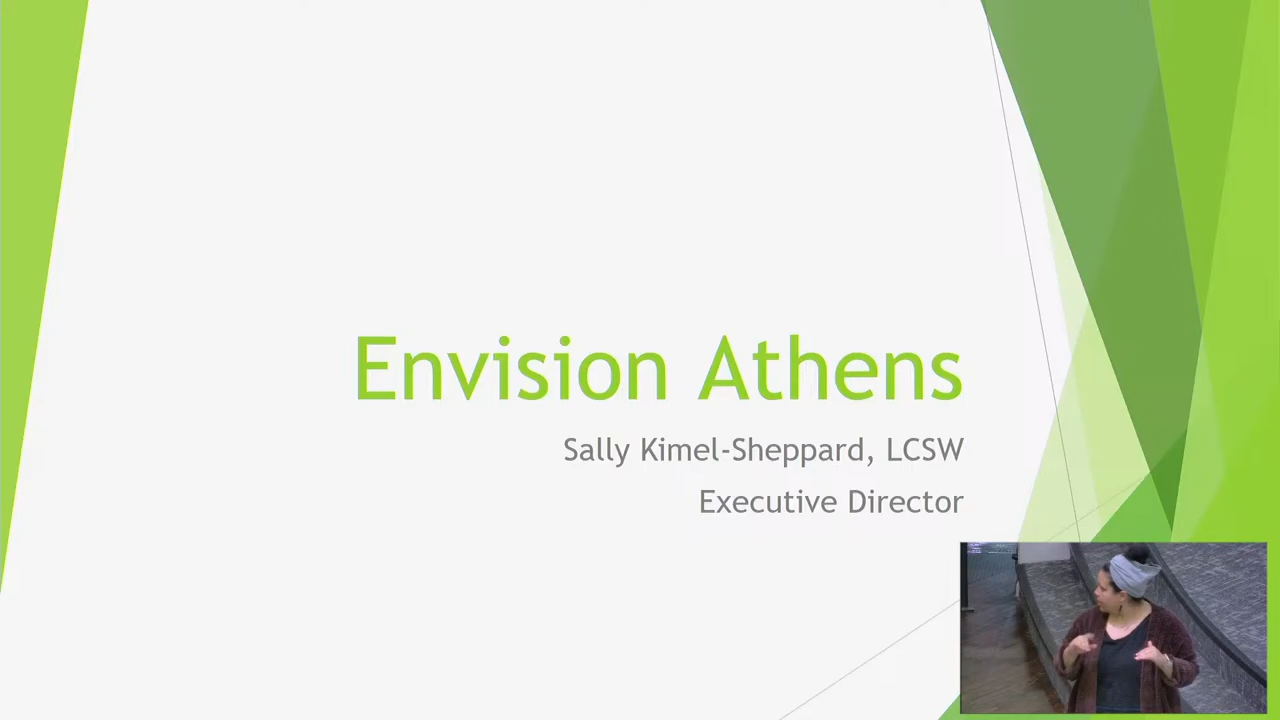 Envision Athens
Sally Kimel-Sheppard, LCSW
Executive Director